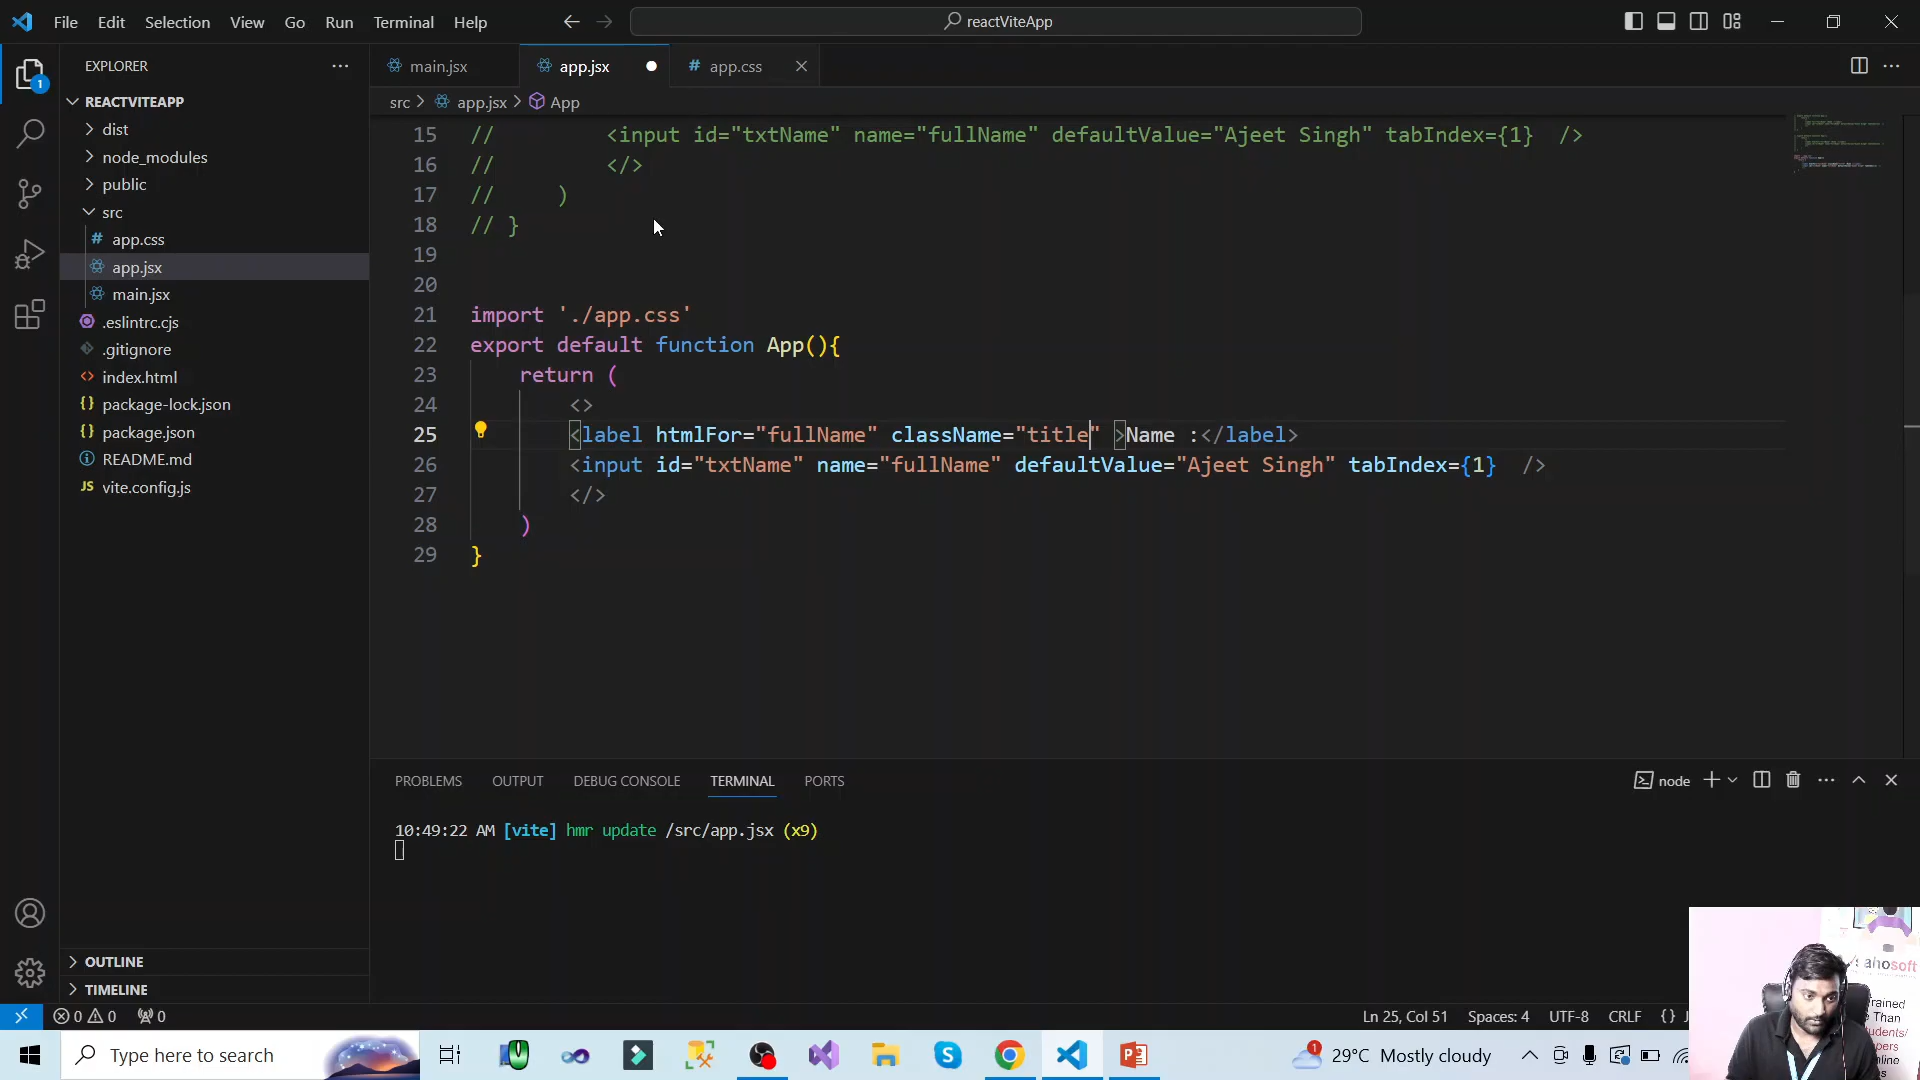 File Edit Selection View Go Run Terminal Help
reactViteApp
EXPLORER
main.jsx
app.jsx
# app.css
src > app.jsx > App
1
REACTVITEAPP
dist
node_modules
public
src
# app.css
app.jsx
main.jsx
.eslintrc.cjs
.gitignore
<> index.html
{} package-lock.json
{} package.json
README.md
JS vite.config.js
OUTLINE
TIMELINE
15 // <input id="txtName" name="fullName" defaultValue="Ajeet Singh" tabIndex={1} />
16 // </>
17 // )
18 // }
19
20
21 import './app.css'
22 export default function App(){
23 return (
24 <>
25 <label htmlFor="fullName" className="title" >Name :</label>
26 <input id="txtName" name="fullName" defaultValue="Ajeet Singh" tabIndex={1} />
27 </>
28 )
29 }
PROBLEMS OUTPUT DEBUG CONSOLE TERMINAL PORTS
node
10:49:22 AM [vite] hmr update /src/app.jsx (x9)
0 0 0
Ln 25, Col 51 Spaces: 4 UTF-8 CRLF {}
sahosoft
Type here to search
1
29°C Mostly cloudy